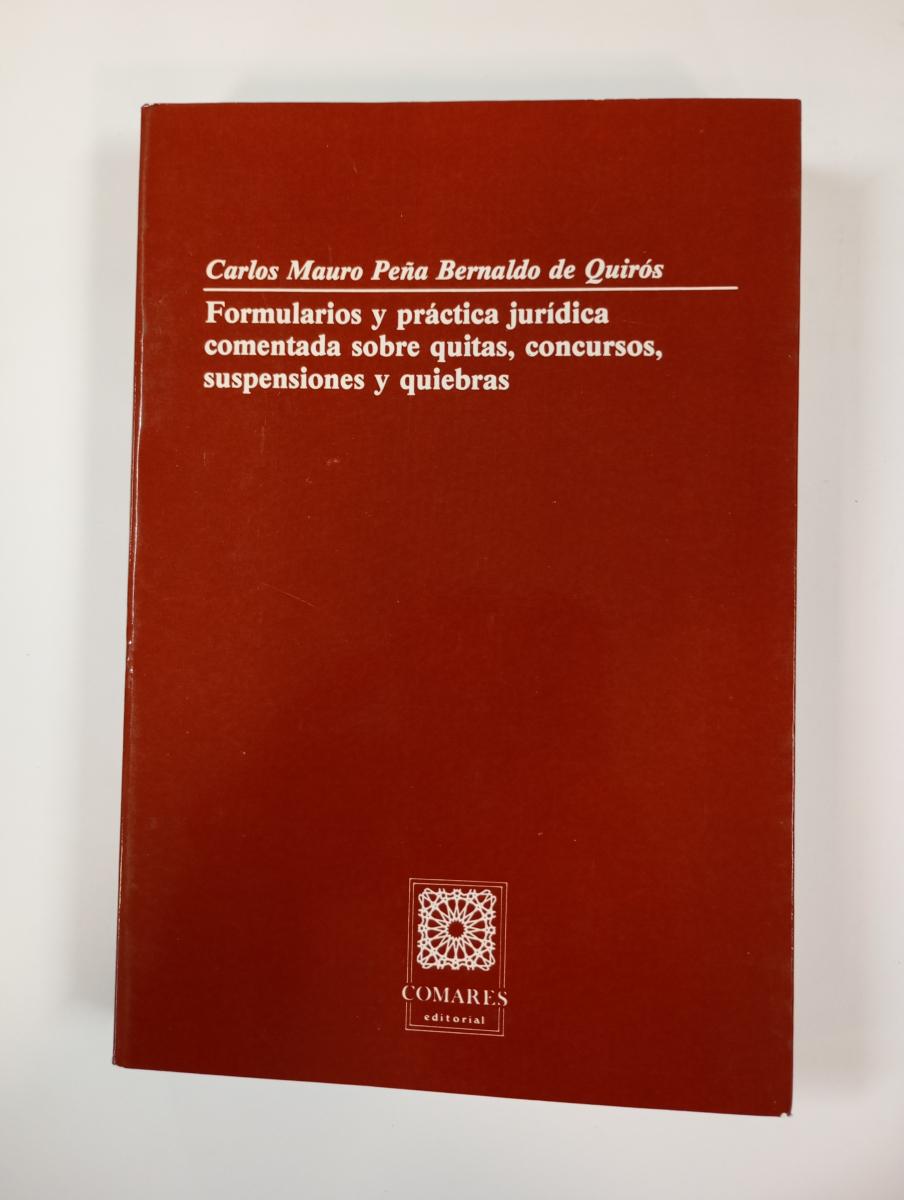 Carlos Mauro Peña Bernaldo de Quirós
Formularios y práctica jurídica
comentada sobre quitas, concursos,
suspensiones y quiebras
COMARES
editorial